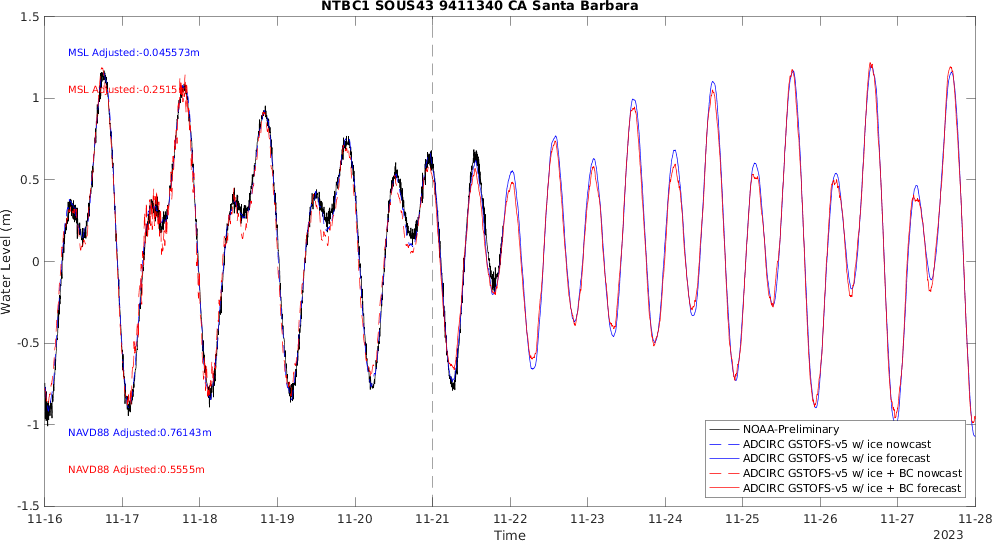 NTBC1 SOUS43 9411340 CA Santa Barbara
1.5
1
0.5
0
-0.5
-1
-1.5
Water Level (m)
MSL Adjusted:-0.045573m
MSL Adjusted:-0.2515
NAVD88 Adjusted:0.76143m
NAVD88 Adjusted:0.5555m
NOAA-Preliminary
ADCIRC GSTOFS-v5 w/ ice nowcast
ADCIRC GSTOFS-v5 w/ ice forecast
ADCIRC GSTOFS-v5 w/ ice + BC nowcast
ADCIRC GSTOFS-v5 w/ ice + BC forecast
11-16 11-17 11-18 11-19 11-20 11-21 11-22 11-23 11-24 11-25 11-26 11-27 11-28
Time
2023